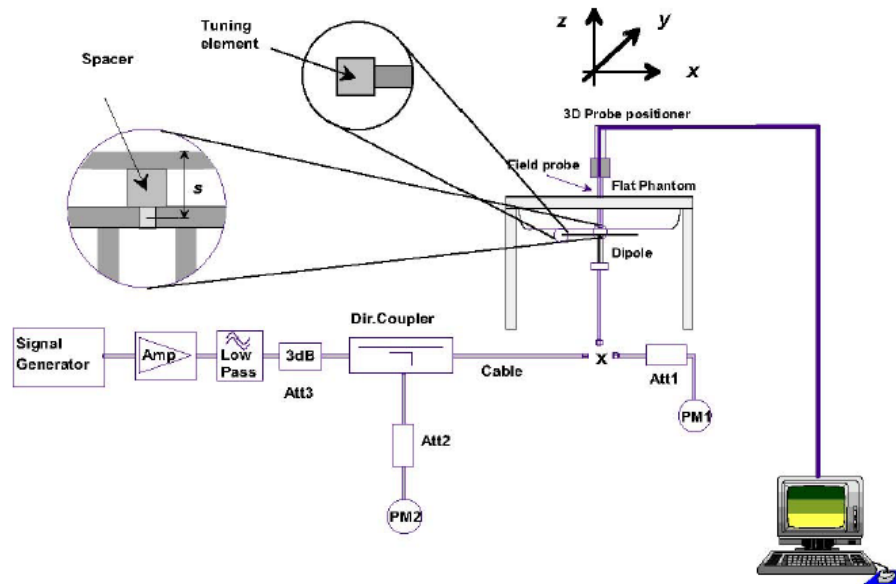 Tuning
element
Spacer
z
y
x
s
3D Probe positioner
Field probe
Flat Phantom
Dipole
Dir.Coupler
Signal
Generator
Amp
Low
Pass
3dB
Att3
Cable
X
Att1
PM1
Att2
PM2